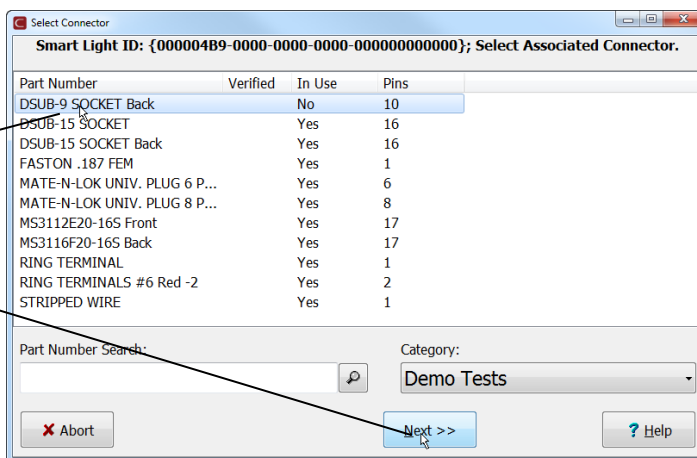 Select Connector
Smart Light ID: {000004B9-0000-0000-0000-000000000000}; Select Associated Connector.
Part Number Verified In Use Pins
DSUB-9 SOCKET Back No 10
DSUB-15 SOCKET Yes 16
DSUB-15 SOCKET Back Yes 16
FASTON .187 FEM Yes 1
MATE-N-LOK UNIV. PLUG 6 P... Yes 6
MATE-N-LOK UNIV. PLUG 8 P... Yes 8
MS3112E20-16S Front Yes 17
MS3116F20-16S Back Yes 17
RING TERMINAL Yes 1
RING TERMINALS #6 Red -2 Yes 2
STRIPPED WIRE Yes 1
Part Number Search: Category:
Demo Tests
Abort Next >> ? Help